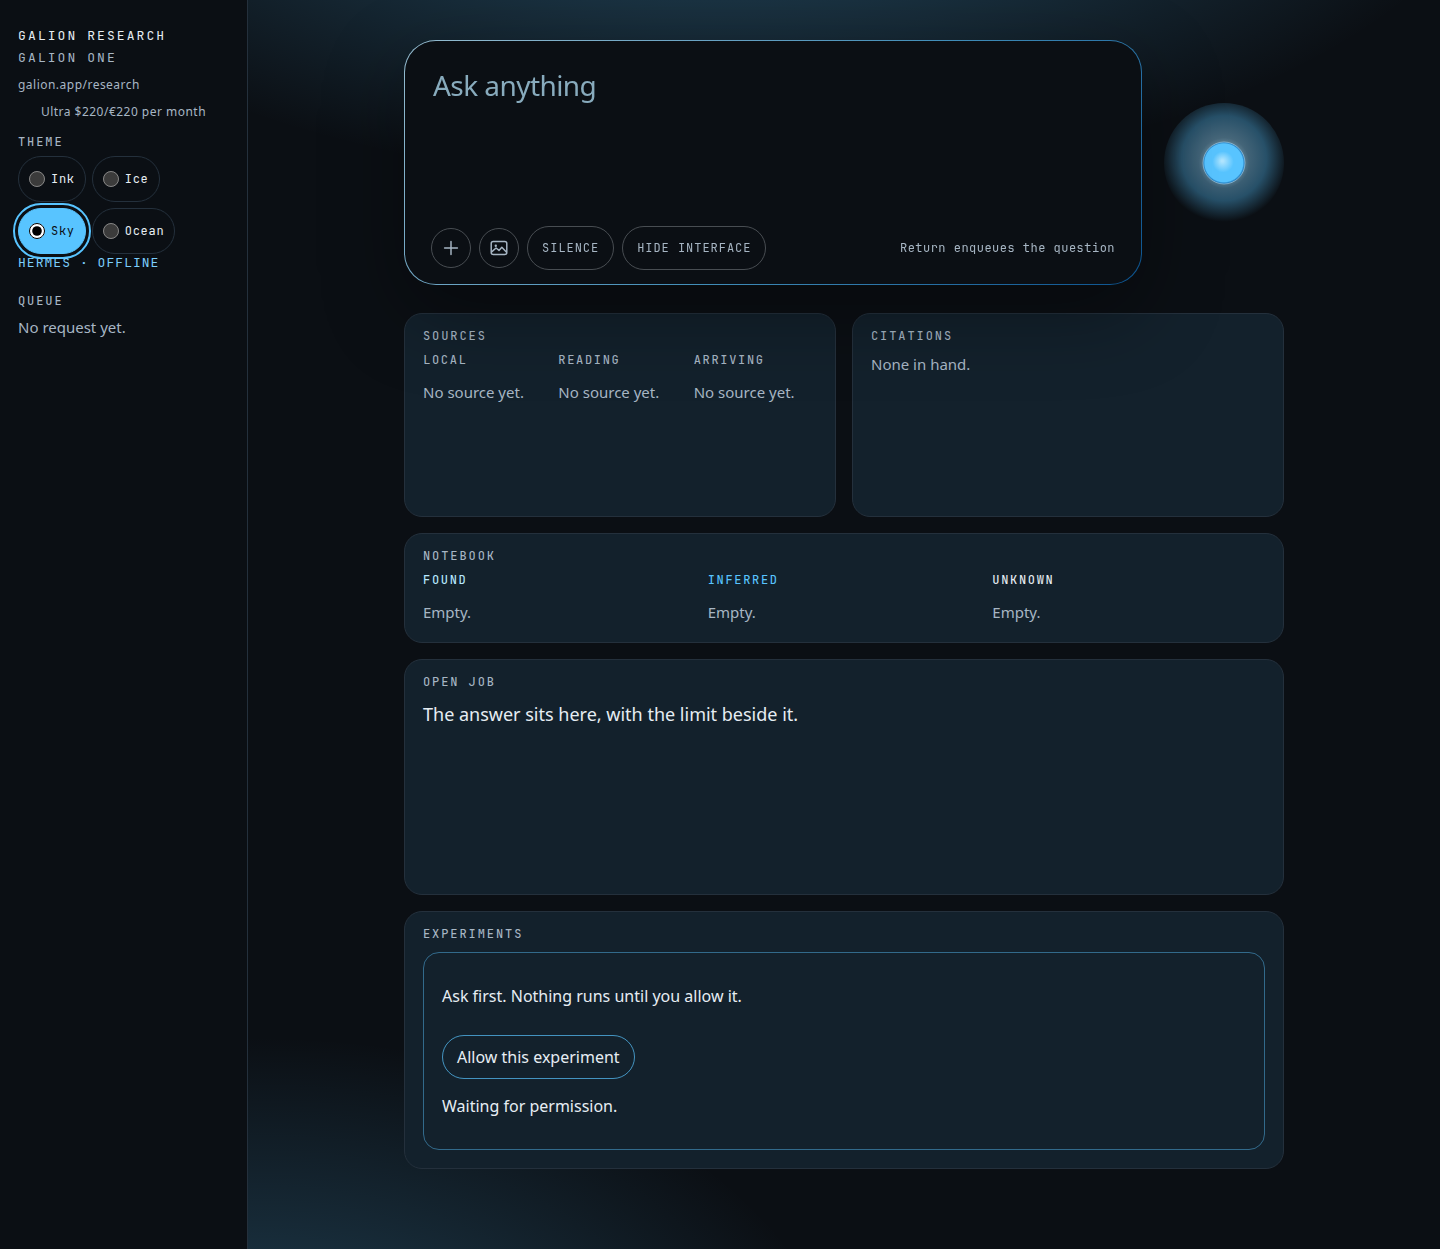 GALION RESEARCH
GALION ONE
galion.app/research
Ultra $220/€220 per month
THEME
Ink
Ice
Sky
Ocean
HERMES · OFFLINE
QUEUE
No request yet.
Ask anything
SILENCE
HIDE INTERFACE
Return enqueues the question
SOURCES
LOCAL
READING
ARRIVING
No source yet.
No source yet.
No source yet.
CITATIONS
None in hand.
NOTEBOOK
FOUND
INFERRED
UNKNOWN
Empty.
Empty.
Empty.
OPEN JOB
The answer sits here, with the limit beside it.
EXPERIMENTS
Ask first. Nothing runs until you allow it.
Allow this experiment
Waiting for permission.